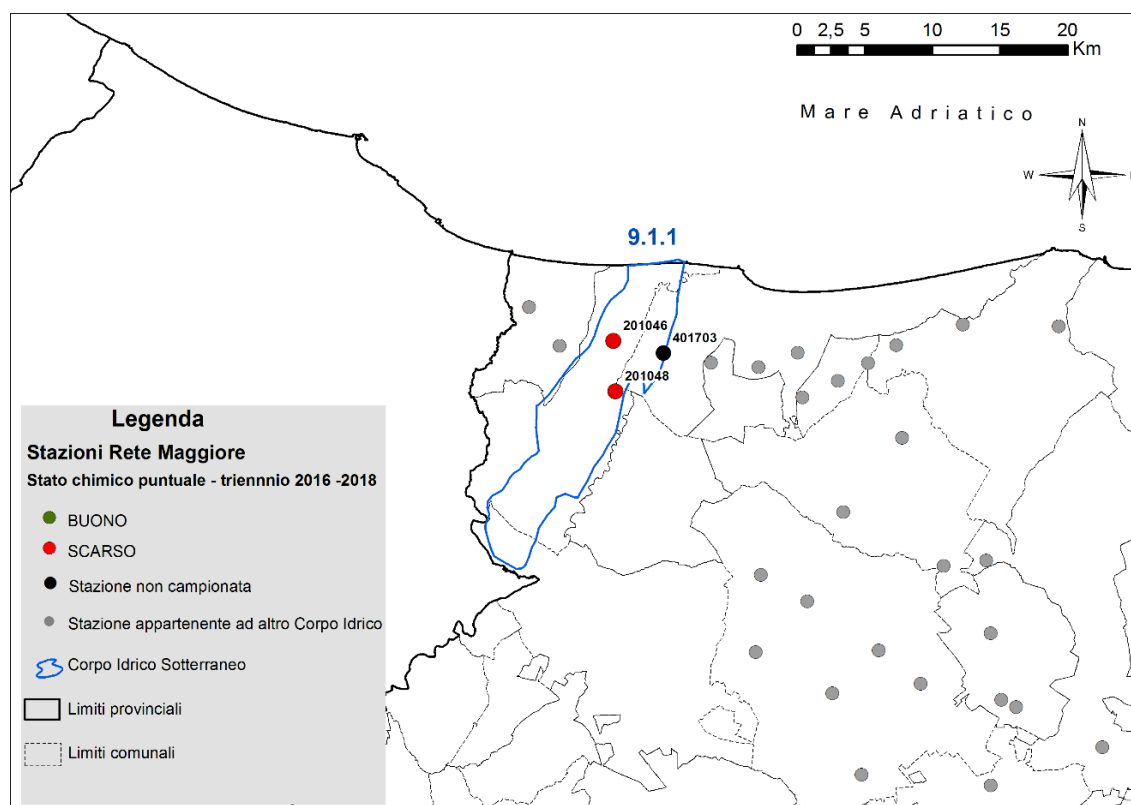 0 2,5 5 10 15 20
Km
Mare Adriatico
N
W
S
9.1.1
201046
401703
201048
Legenda
Stazioni Rete Maggiore
Stato chimico puntuale - triennnio 2016 -2018
BUONO
SCARSO
Stazione non campionata
Stazione appartenente ad altro Corpo Idrico
Corpo Idrico Sotterraneo
Limiti provinciali
Limiti comunali